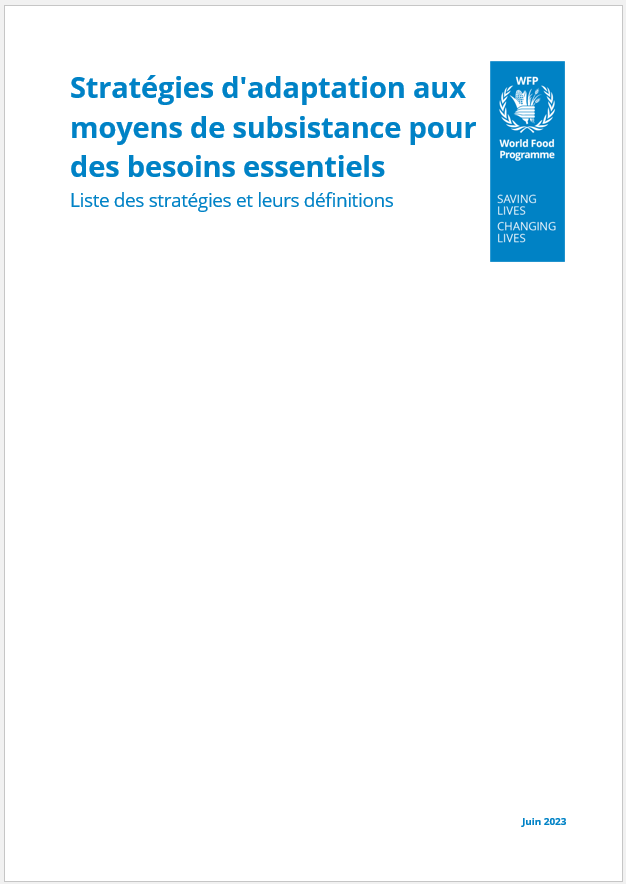 Stratégies d'adaptation aux
moyens de subsistance pour
des besoins essentiels
Liste des stratégies et leurs définitions
WFP
World Food
Programme
SAVING
LIVES
CHANGING
LIVES
Juin 2023